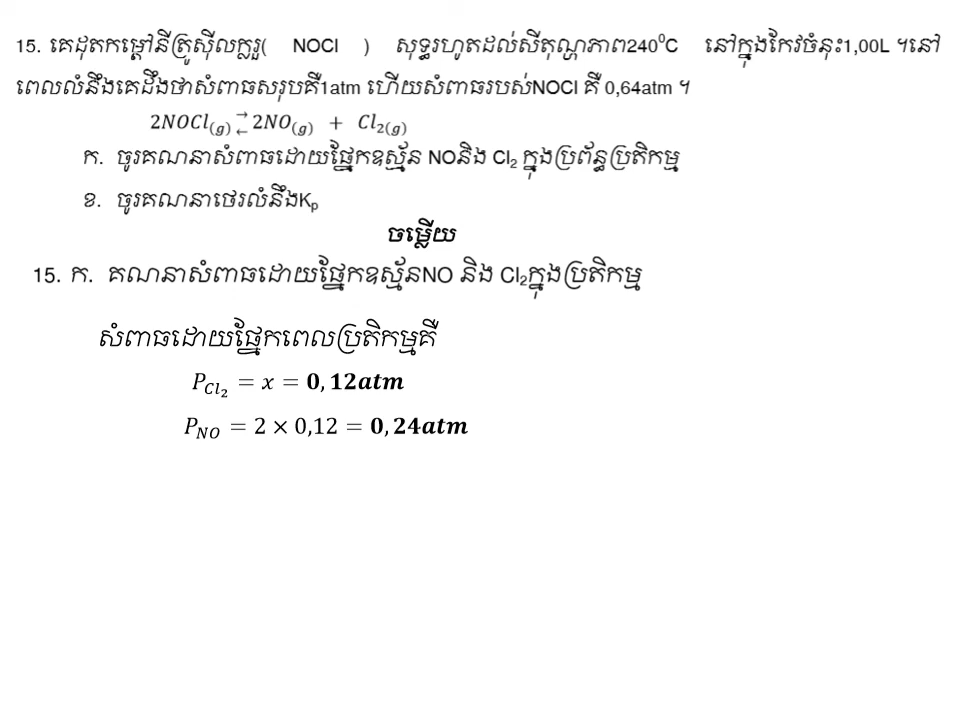 15. គេដុតកម្ដៅនីត្រូស៊ីលក្លរួ( NOCl ) សុទ្ធរហូតដល់សីតុណ្ហភាព240⁰C នៅក្នុងកែវចំនុះ1,00L ។នៅ
ពេលលំនឹងគេដឹងថាសំពាធសរុបគឺ1atm ហើយសំពាធរបស់NOCl គឺ 0,64atm ។
2NOCl(g) ⇄ 2NO(g) + Cl₂(g)
ក. ចូរគណនាសំពាធដោយផ្នែកឧស្ម័ន NOនិង Cl₂ ក្នុងប្រព័ន្ធប្រតិកម្ម
ខ. ចូរគណនាថេរលំនឹងKₚ
ចម្លើយ
15. ក. គណនាសំពាធដោយផ្នែកឧស្ម័នNO និង Cl₂ក្នុងប្រតិកម្ម
សំពាធដោយផ្នែកពេលប្រតិកម្មគឺ
P_Cl₂ = x = 0,12atm
P_NO = 2 × 0,12 = 0,24atm